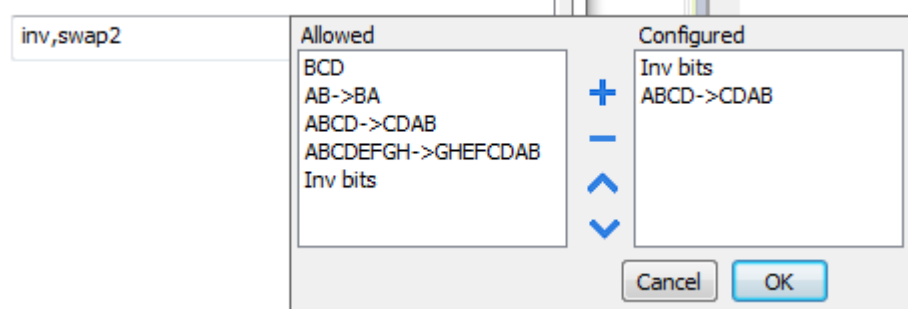 inv,swap2
Allowed
BCD
AB->BA
ABCD->CDAB
ABCDEFGH->GHEFCDAB
Inv bits
Configured
Inv bits
ABCD->CDAB
Cancel
OK